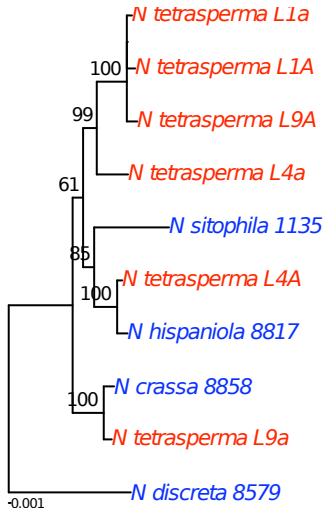 N tetrasperma L1a
N tetrasperma L1A
100
N tetrasperma L9A
99
N tetrasperma L4a
61
N sitophila 1135
85
N tetrasperma L4A
100
N hispaniola 8817
N crassa 8858
100
N tetrasperma L9a
N discreta 8579
-0.001